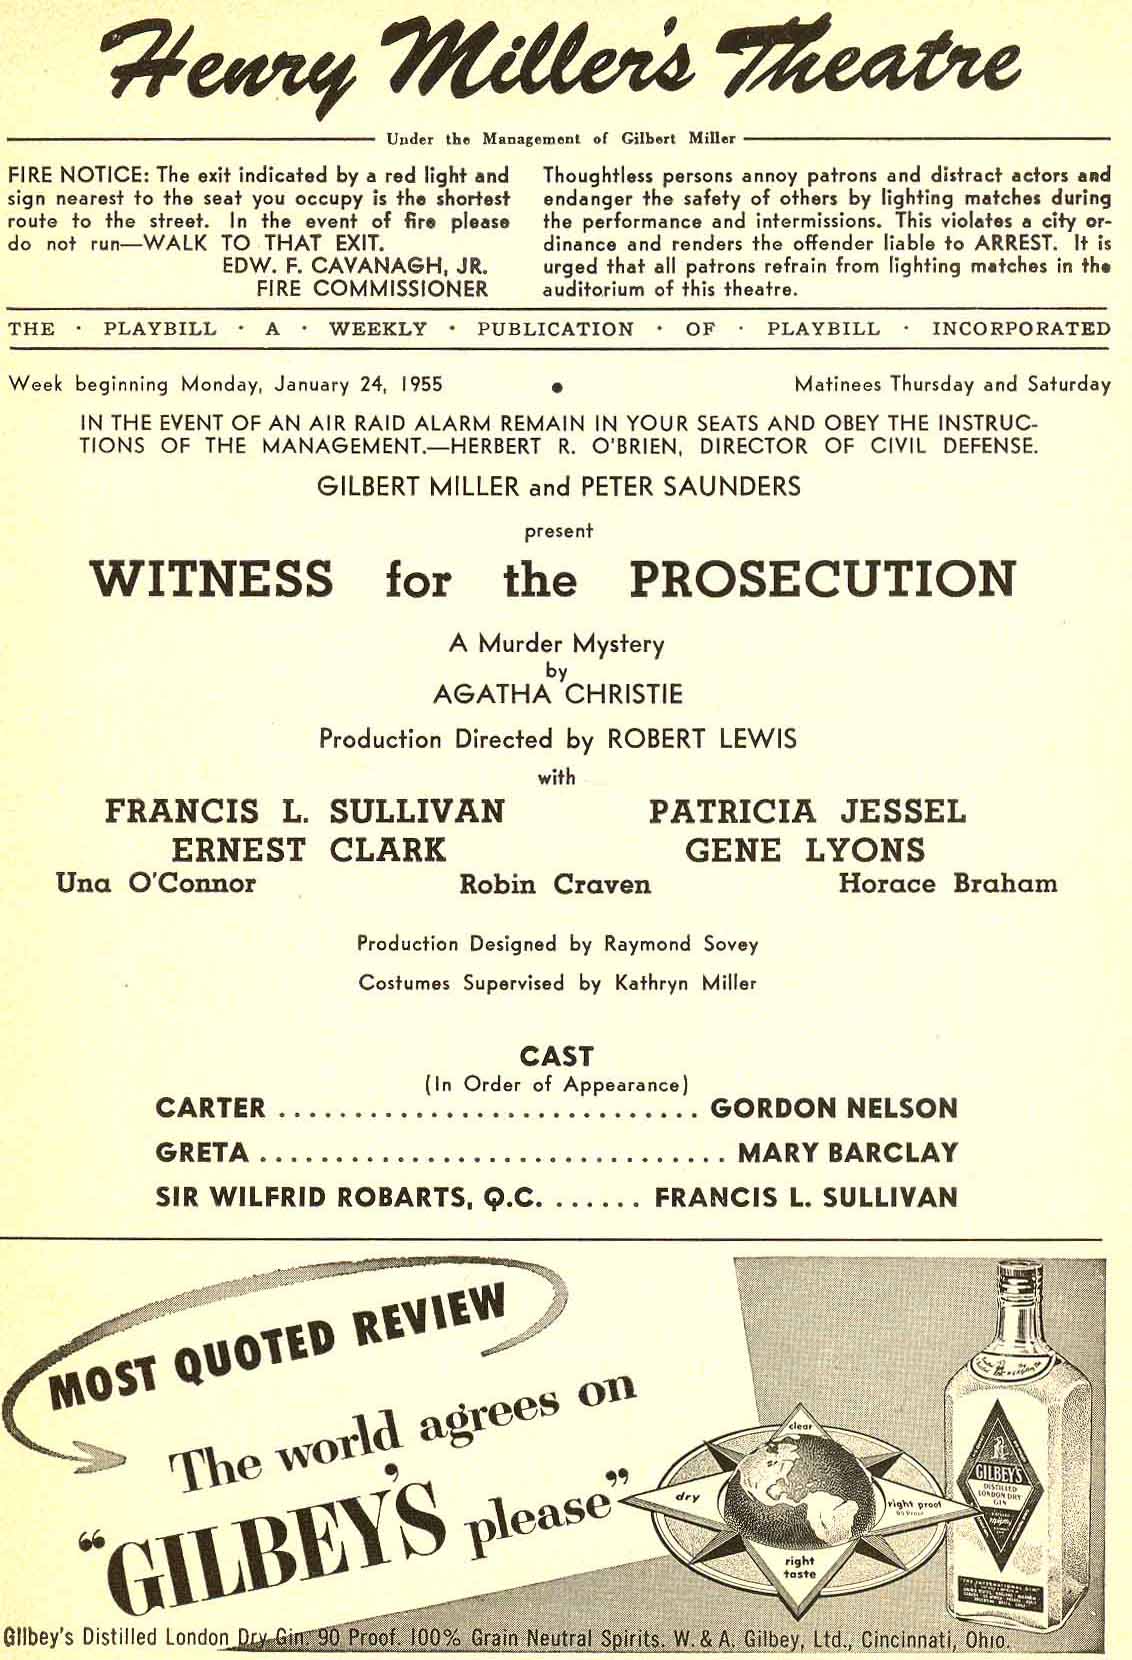 Henry Miller's Theatre
Under the Management of Gilbert Miller
FIRE NOTICE: The exit indicated by a red light and
sign nearest to the seat you occupy is the shortest
route to the street. In the event of fire please
do not run—WALK TO THAT EXIT.
EDW. F. CAVANAGH, JR.
FIRE COMMISSIONER
Thoughtless persons annoy patrons and distract actors and
endanger the safety of others by lighting matches during
the performance and intermissions. This violates a city or-
dinance and renders the offender liable to ARREST. It is
urged that all patrons refrain from lighting matches in the
auditorium of this theatre.
THE · PLAYBILL · A · WEEKLY · PUBLICATION · OF · PLAYBILL · INCORPORATED
Week beginning Monday, January 24, 1955 • Matinees Thursday and Saturday
IN THE EVENT OF AN AIR RAID ALARM REMAIN IN YOUR SEATS AND OBEY THE INSTRUC-
TIONS OF THE MANAGEMENT.—HERBERT R. O'BRIEN, DIRECTOR OF CIVIL DEFENSE.
GILBERT MILLER and PETER SAUNDERS
present
WITNESS for the PROSECUTION
A Murder Mystery
by
AGATHA CHRISTIE
Production Directed by ROBERT LEWIS
with
FRANCIS L. SULLIVAN PATRICIA JESSEL
ERNEST CLARK GENE LYONS
Una O'Connor Robin Craven Horace Braham
Production Designed by Raymond Sovey
Costumes Supervised by Kathryn Miller
CAST
(In Order of Appearance)
CARTER ............................ GORDON NELSON
GRETA ............................... MARY BARCLAY
SIR WILFRID ROBARTS, Q.C. ...... FRANCIS L. SULLIVAN
MOST QUOTED REVIEW
The world agrees on
"GILBEY'S please"
clear
dry
right proof
90 Proof
right
taste
GILBEY'S
DISTILLED
LONDON DRY
GIN
Gilbey's Distilled London Dry Gin. 90 Proof. 100% Grain Neutral Spirits. W. & A. Gilbey, Ltd., Cincinnati, Ohio.